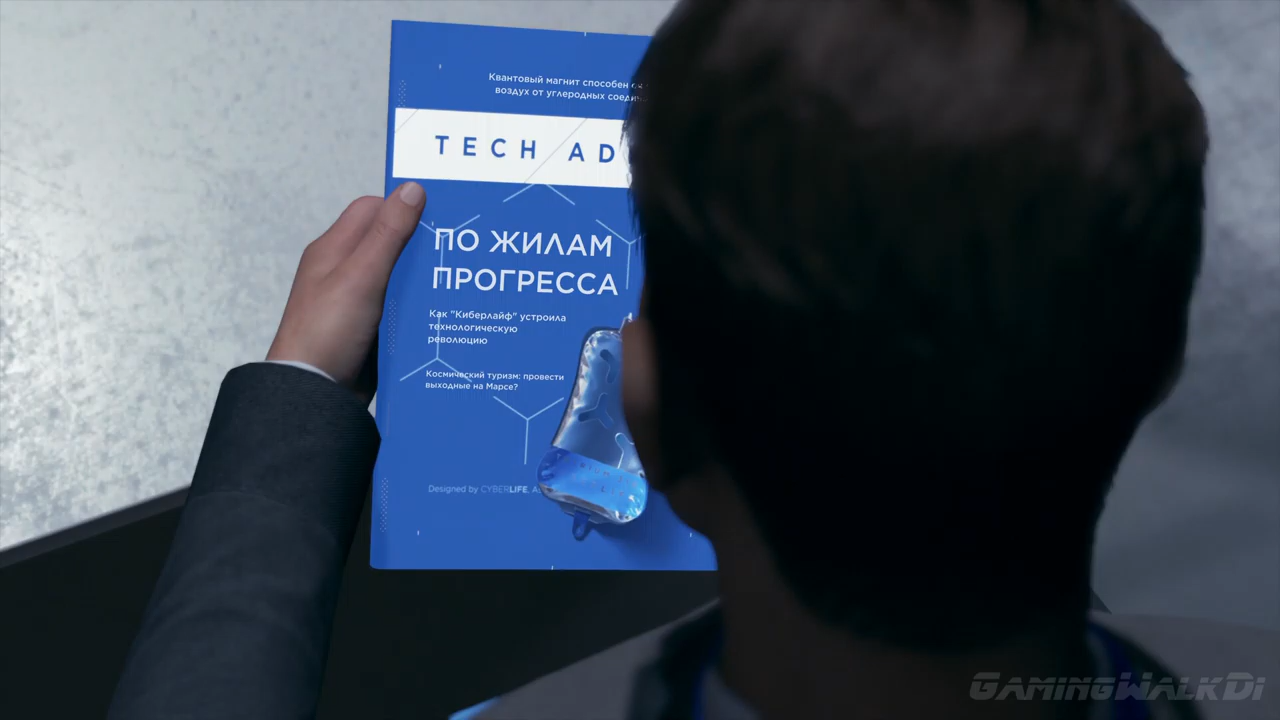 Квантовый магнит способен
воздух от углеродных
TECH AD
ПО ЖИЛАМ
ПРОГРЕССА
Как "Киберлайф" устроила
технологическую
революцию
Космический туризм: провести
выходные на Марсе?
Designed by CYBERLIFE.
GamingWalkDi